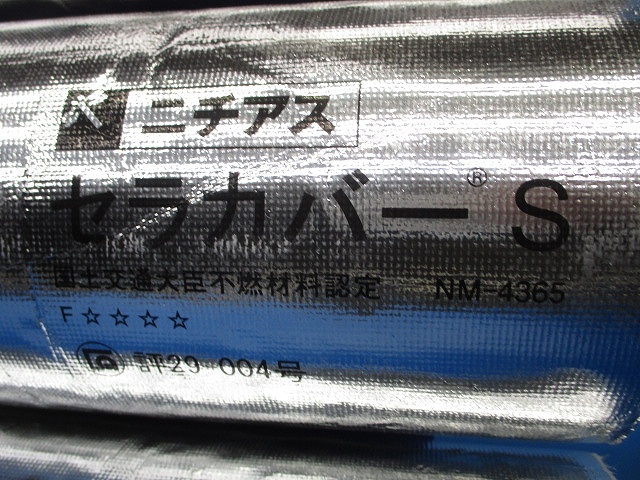 ニチアス
セラカバー® S
国土交通大臣不燃材料認定 NM-4365
F☆☆☆☆
評29-004号